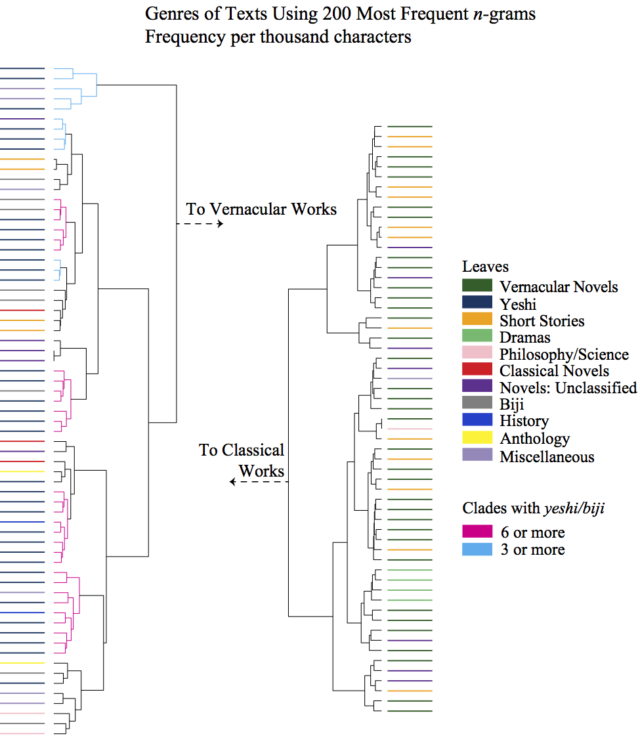 Genres of Texts Using 200 Most Frequent n-grams
Frequency per thousand characters
To Vernacular Works
To Classical
Works
Leaves
Vernacular Novels
Yeshi
Short Stories
Dramas
Philosophy/Science
Classical Novels
Novels: Unclassified
Biji
History
Anthology
Miscellaneous
Clades with yeshi/biji
6 or more
3 or more